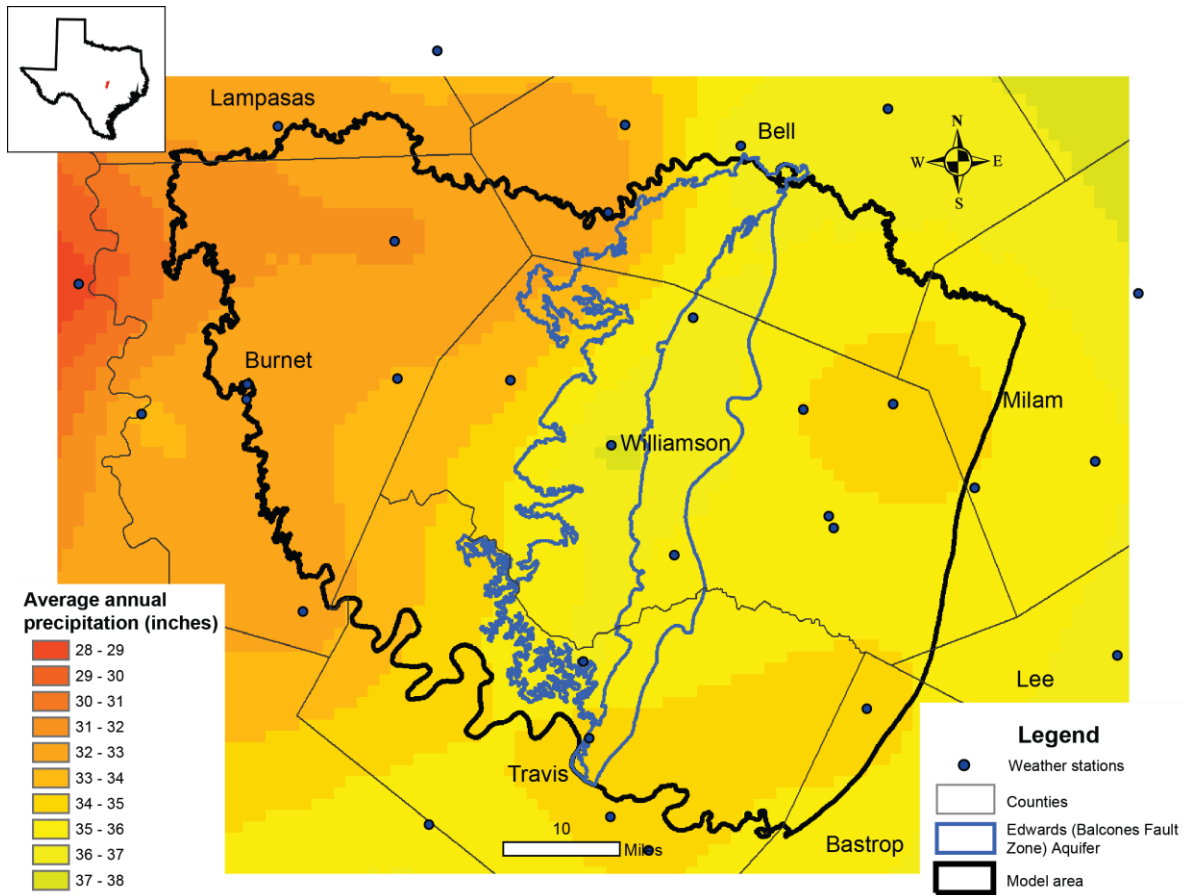 Lampasas
Bell
N
W E
S
Burnet
Milam
Williamson
Average annual
precipitation (inches)
28 - 29
29 - 30
30 - 31
31 - 32
32 - 33
33 - 34
34 - 35
35 - 36
36 - 37
37 - 38
Lee
Travis
10
Miles
Bastrop
Legend
Weather stations
Counties
Edwards (Balcones Fault
Zone) Aquifer
Model area